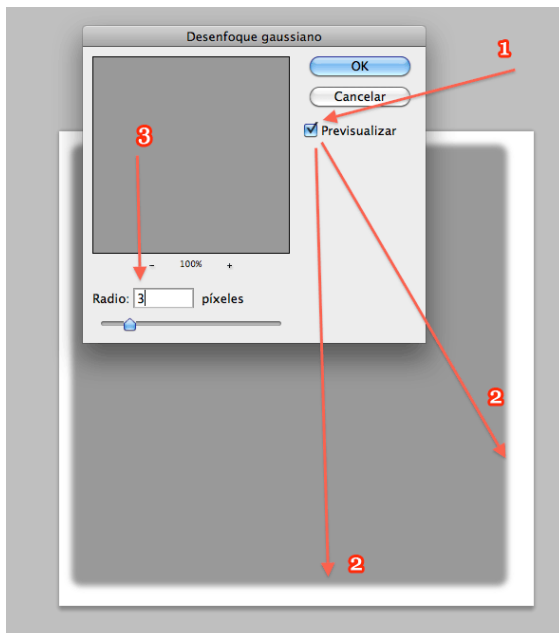 Desenfoque gaussiano
1
OK
Cancelar
Previsualizar
3
- 100% +
Radio: 3 píxeles
2
2